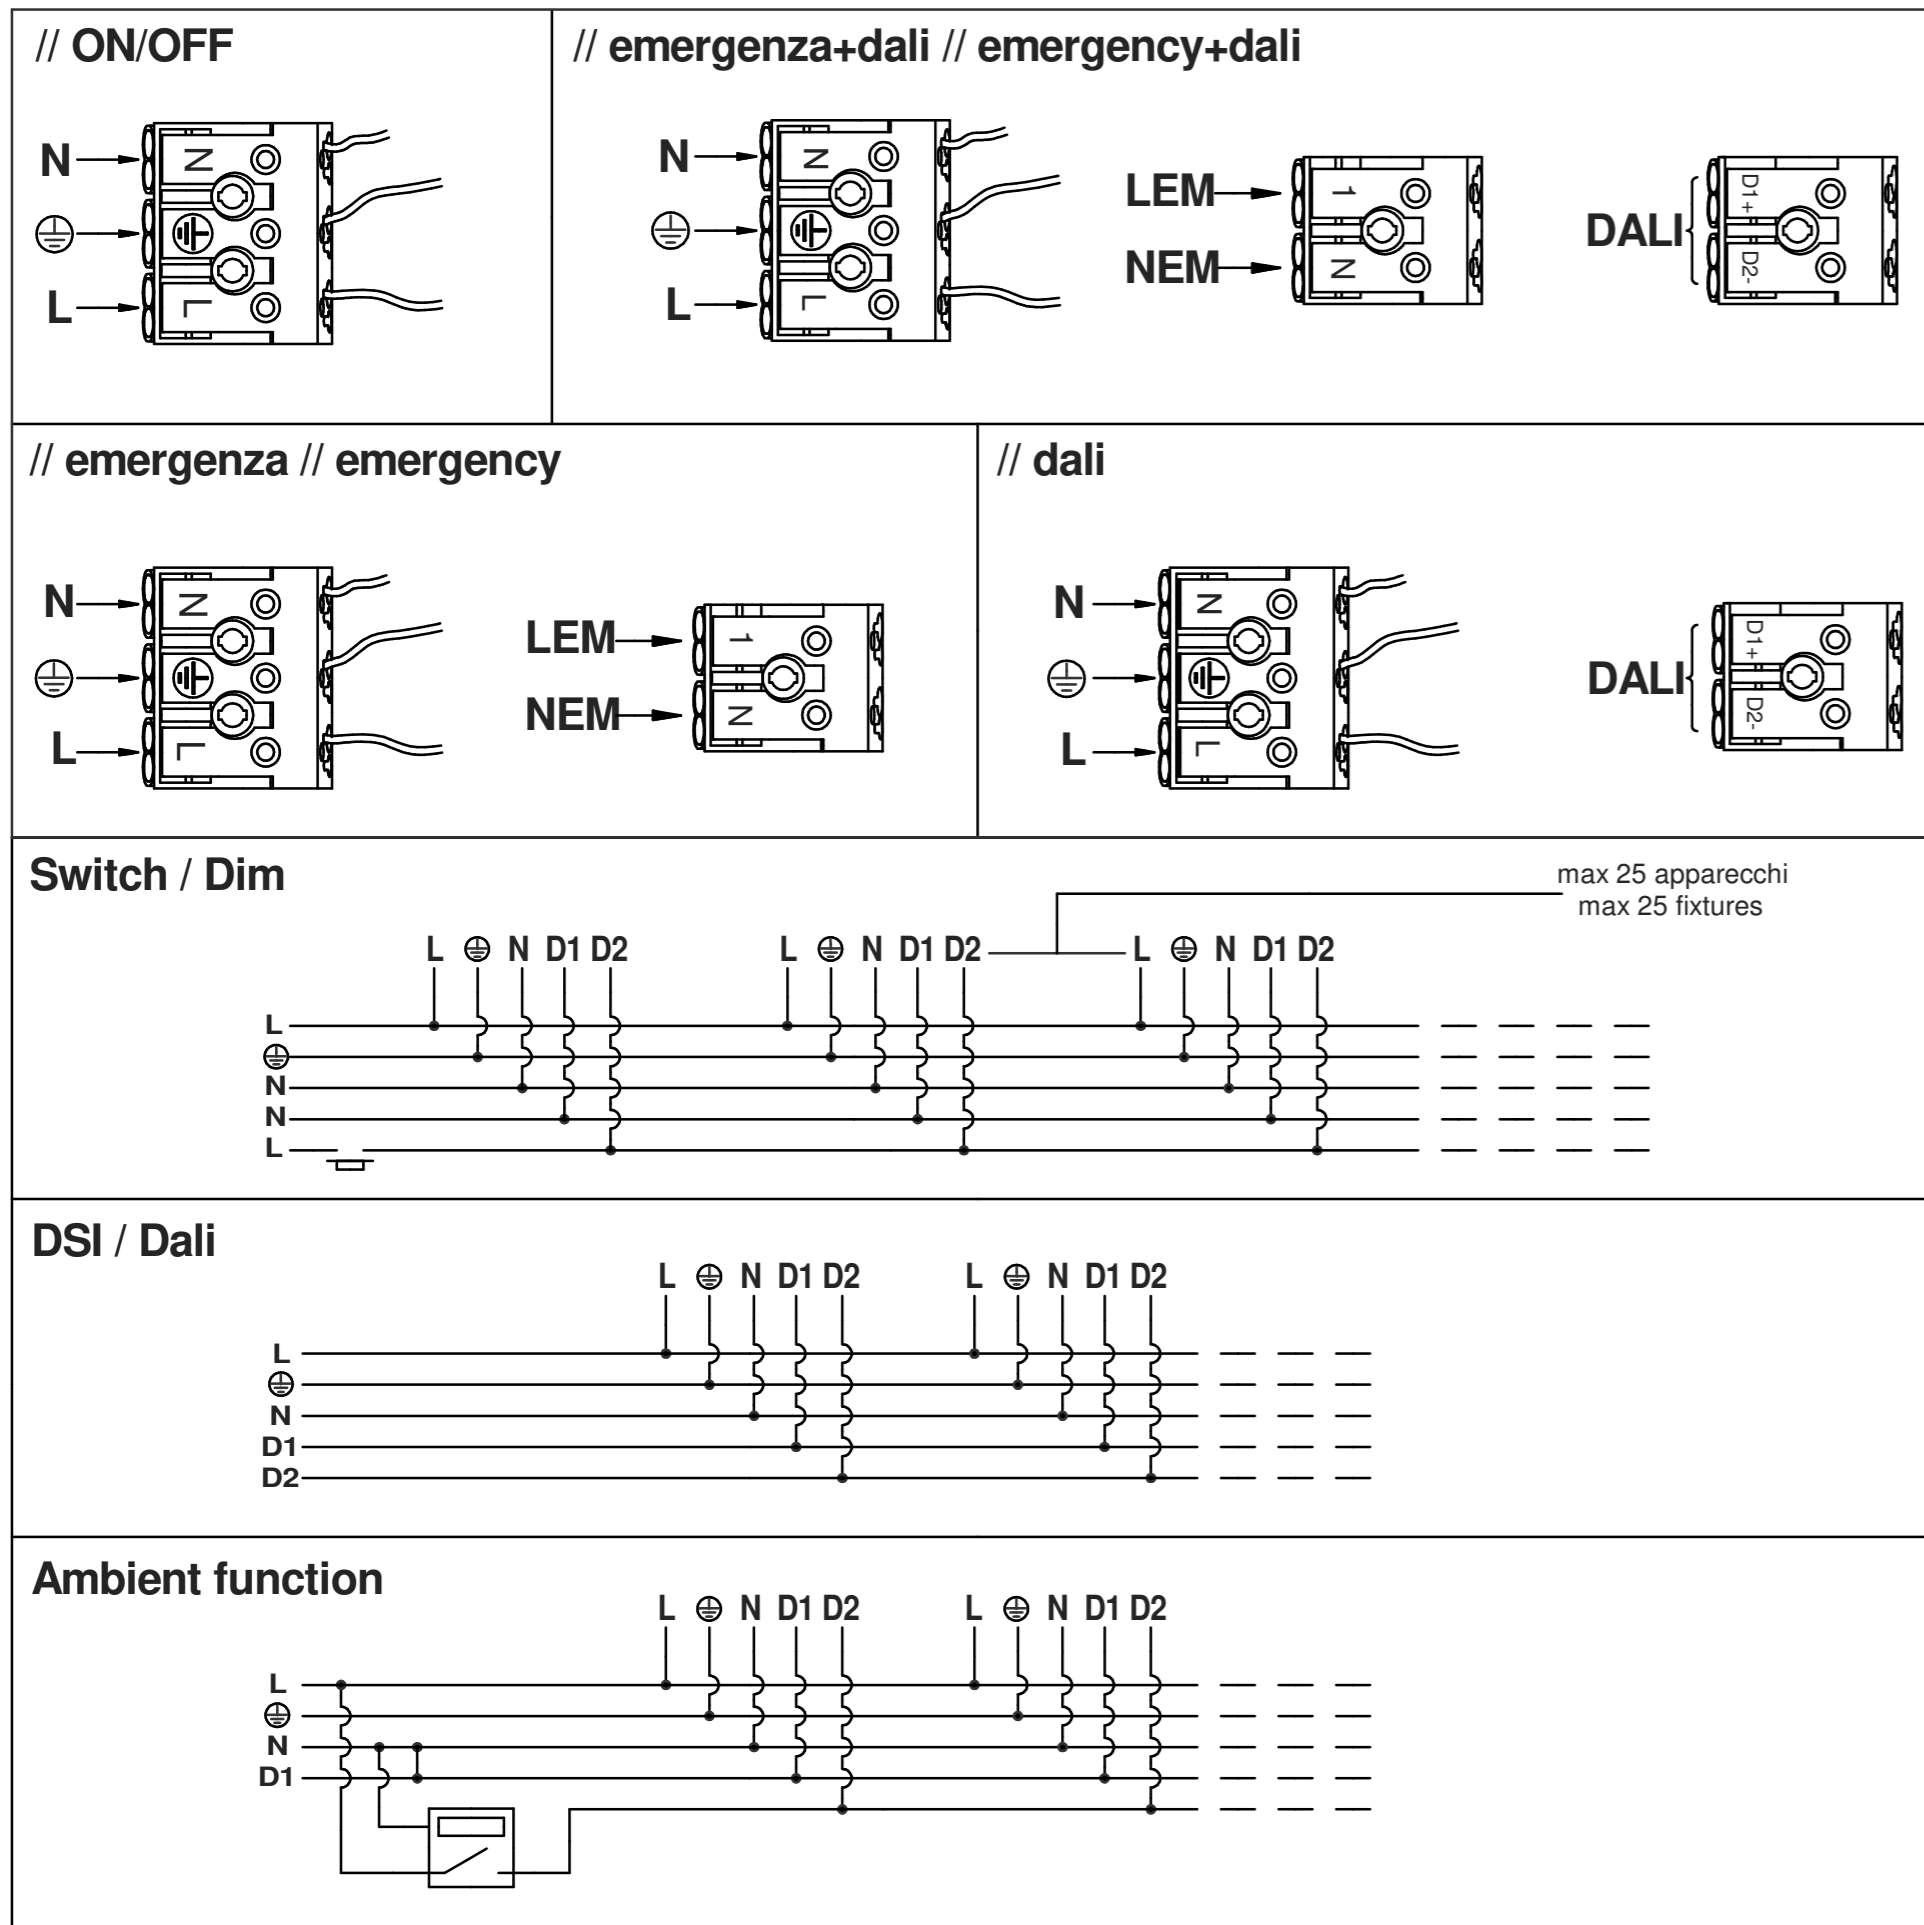 // ON/OFF
N
L
N
L
// emergenza+dali // emergency+dali
N
L
N
L
LEM
NEM
1
N
DALI
D1 +
D2-
// emergenza // emergency
N
L
N
L
LEM
NEM
1
N
// dali
N
L
N
L
DALI
D1 +
D2-
Switch / Dim
max 25 apparecchi
max 25 fixtures
L N D1 D2 L N D1 D2 L N D1 D2
L
N
N
L
DSI / Dali
L N D1 D2 L N D1 D2
L
N
D1
D2
Ambient function
L N D1 D2 L N D1 D2
L
N
D1